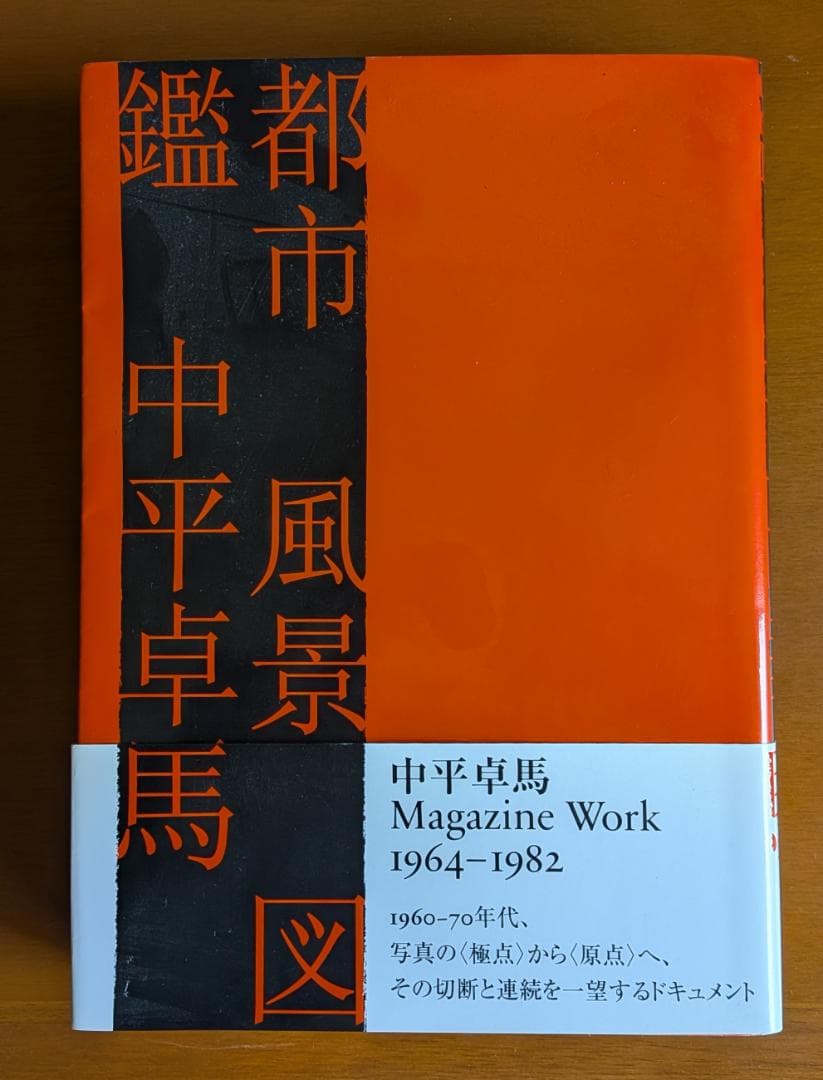 都市 風景 図
鑑 中平卓馬
中平卓馬
Magazine Work
1964–1982
1960–70年代、
写真の〈極点〉から〈原点〉へ、
その切断と連続を一望するドキュメント